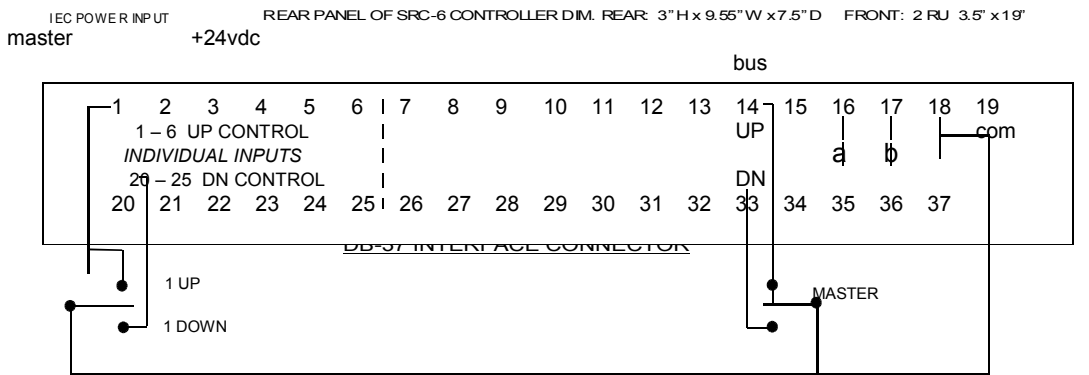 IEC POWER INPUT REAR PANEL OF SRC-6 CONTROLLER DIM. REAR: 3" H x 9.55" W x 7.5" D FRONT: 2 RU 3.5" x 19"
master +24vdc
bus
1 2 3 4 5 6 7 8 9 10 11 12 13 14 15 16 17 18 19
1 – 6 UP CONTROL UP com
INDIVIDUAL INPUTS a b
20 – 25 DN CONTROL DN
20 21 22 23 24 25 26 27 28 29 30 31 32 33 34 35 36 37
DB-37 INTERFACE CONNECTOR
1 UP MASTER
1 DOWN